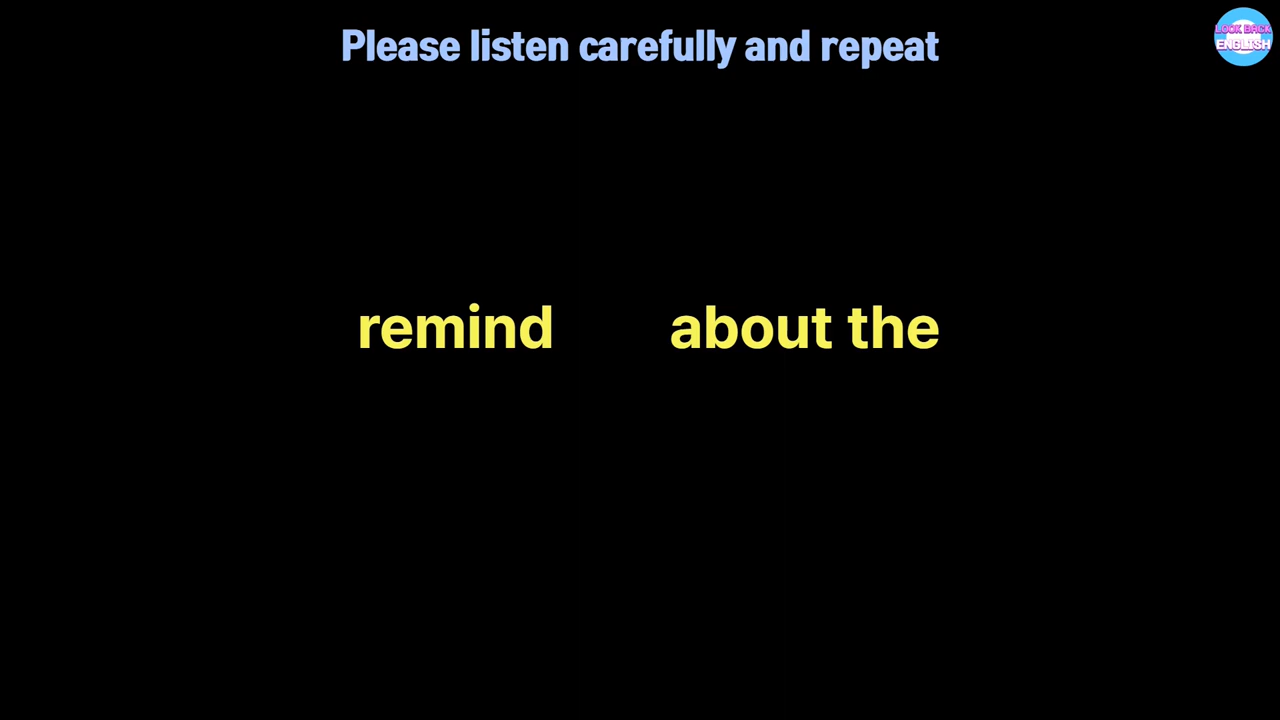 Please listen carefully and repeat
LOOK BACK
ENGLISH
remind about the